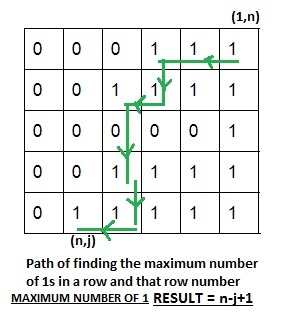 (1,n)
0 0 0 1 1 1
0 0 1 1 1 1
0 0 0 0 0 1
0 0 1 1 1 1
0 1 1 1 1 1
(n,j)
Path of finding the maximum number
of 1s in a row and that row number
MAXIMUM NUMBER OF 1 RESULT = n-j+1